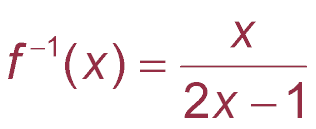 f⁻¹(x) = x / (2x − 1)